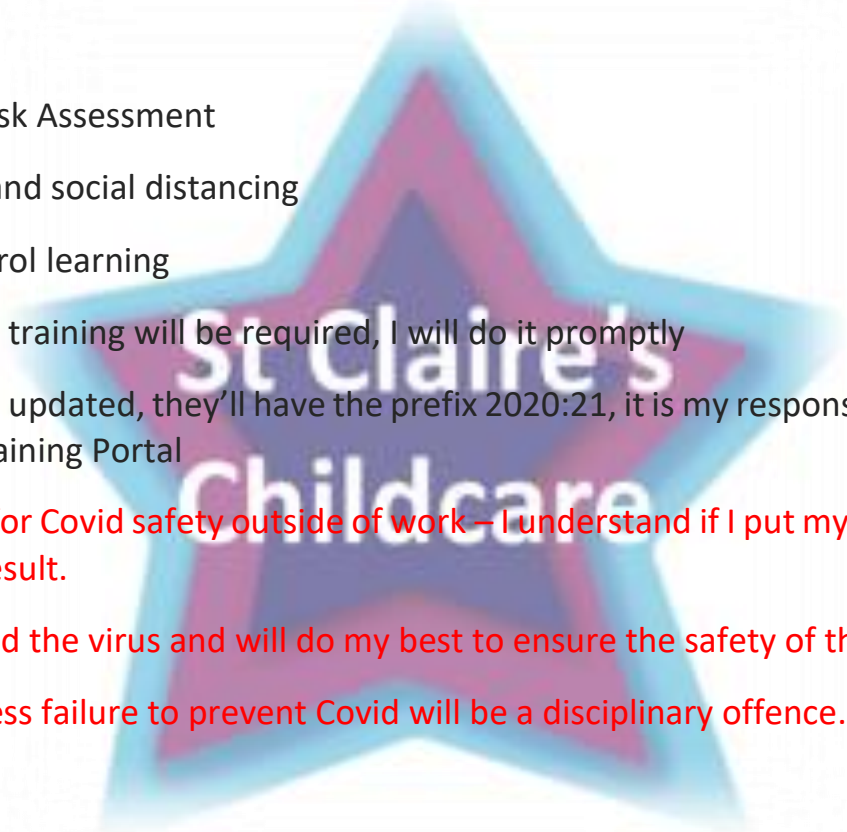 sk Assessment
and social distancing
rol learning
training will be required, I will do it promptly
St Claire's
updated, they’ll have the prefix 2020:21, it is my respons
aining Portal
Childcare
or Covid safety outside of work – I understand if I put my
esult.
d the virus and will do my best to ensure the safety of th
ess failure to prevent Covid will be a disciplinary offence.